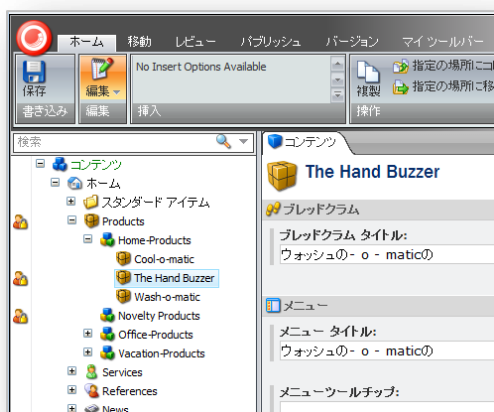 ホーム 移動 レビュー パブリッシュ バージョン マイ ツールバー
No Insert Options Available
指定の場所にコ
指定の場所に移
保存 編集 複製
書き込み 編集 挿入 操作
検索
コンテンツ
コンテンツ
ホーム
スタンダード アイテム
Products
Home-Products
Cool-o-matic
The Hand Buzzer
Wash-o-matic
Novelty Products
Office-Products
Vacation-Products
Services
References
News
The Hand Buzzer
ブレッドクラム
ブレッドクラム タイトル:
ウォッシュの- o - maticの
メニュー
メニュー タイトル:
ウォッシュの- o - maticの
メニューツールチップ: